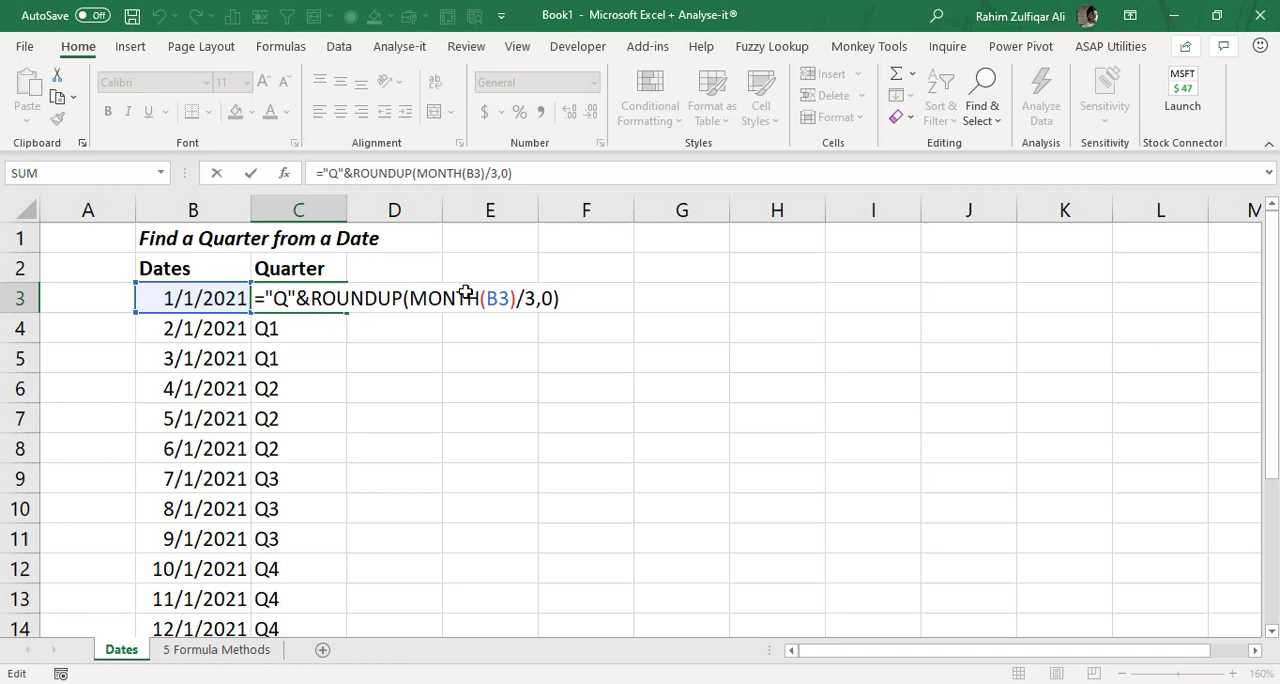 AutoSave Off Book1 - Microsoft Excel + Analyse-it® Rahim Zulfiqar Ali
File Home Insert Page Layout Formulas Data Analyse-it Review View Developer Add-ins Help Fuzzy Lookup Monkey Tools Inquire Power Pivot ASAP Utilities
Paste Calibri 11 General Conditional Formatting Format as Table Cell Styles Insert Delete Format Sort & Filter Find & Select Analyze Data Sensitivity MSFT $ 47 Launch
Clipboard Font Alignment Number Styles Cells Editing Analysis Sensitivity Stock Connector
SUM fx ="Q"&ROUNDUP(MONTH(B3)/3,0)
A B C D E F G H I J K L M
1 Find a Quarter from a Date
2 Dates Quarter
3 1/1/2021 ="Q"&ROUNDUP(MONTH(B3)/3,0)
4 2/1/2021 Q1
5 3/1/2021 Q1
6 4/1/2021 Q2
7 5/1/2021 Q2
8 6/1/2021 Q2
9 7/1/2021 Q3
10 8/1/2021 Q3
11 9/1/2021 Q3
12 10/1/2021 Q4
13 11/1/2021 Q4
14 12/1/2021 Q4
Dates 5 Formula Methods
Edit 160%